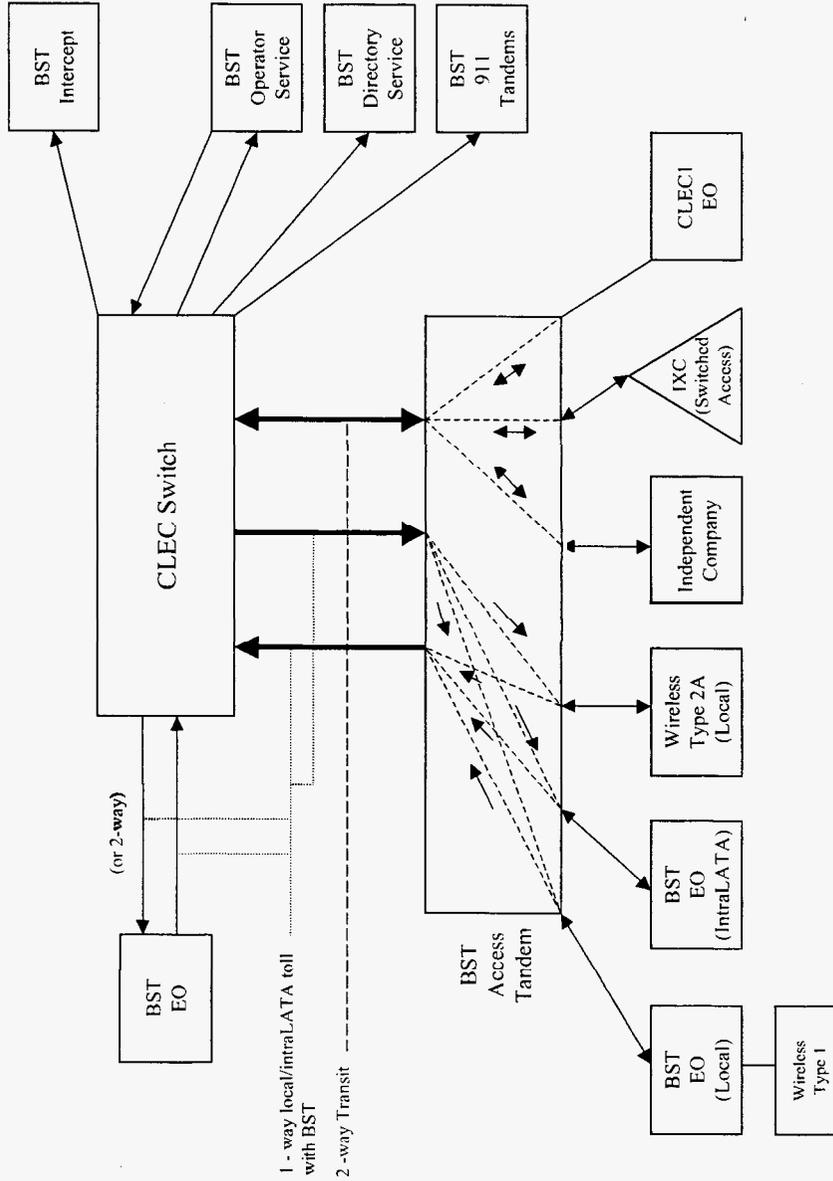 BST
Intercept
BST
Operator
Service
BST
Directory
Service
BST
911
Tandems
CLEC Switch
(or 2-way)
BST
EO
1 - way local/intraLATA toll
with BST
2 -way Transit
BST
Access
Tandem
CLEC1
EO
IXC
(Switched
Access)
Independent
Company
Wireless
Type 2A
(Local)
BST
EO
(IntraLATA)
BST
EO
(Local)
Wireless
Type 1